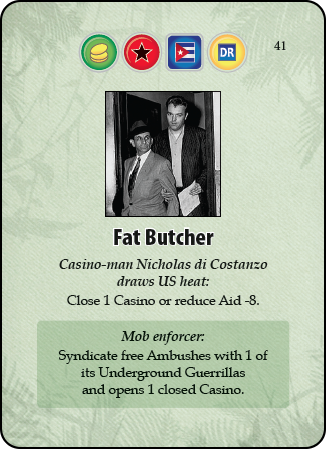 DR
41
Fat Butcher
Casino-man Nicholas di Costanzo
draws US heat:
Close 1 Casino or reduce Aid -8.
Mob enforcer:
Syndicate free Ambushes with 1 of
its Underground Guerrillas
and opens 1 closed Casino.